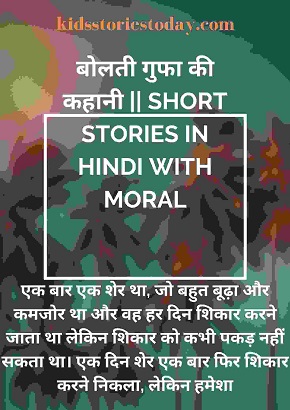 kidsstoriestoday.com
बोलती गुफा की
कहानी || SHORT
STORIES IN
HINDI WITH
MORAL
एक बार एक शेर था, जो बहुत बूढ़ा और
कमजोर था और वह हर दिन शिकार करने
जाता था लेकिन शिकार को कभी पकड़ नहीं
सकता था। एक दिन शेर एक बार फिर शिकार
करने निकला, लेकिन हमेशा